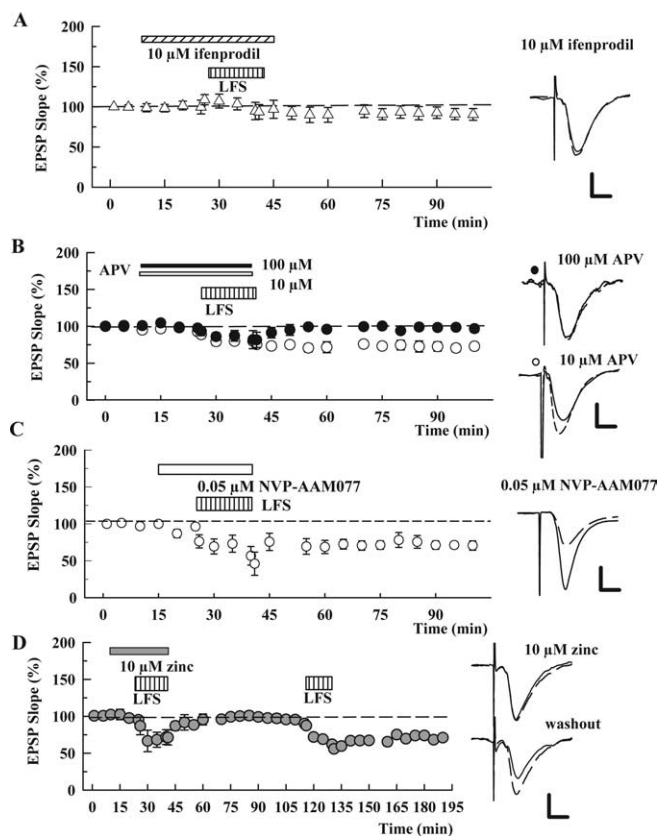 A
10 µM ifenprodil
LFS
EPSP Slope (%)
200
150
100
50
0
0 15 30 45 60 75 90
Time (min)
10 µM ifenprodil
B
APV
100 µM
10 µM
LFS
EPSP Slope (%)
200
150
100
50
0
0 15 30 45 60 75 90
Time (min)
100 µM APV
10 µM APV
C
0.05 µM NVP-AAM077
LFS
EPSP Slope (%)
200
150
100
50
0
0 15 30 45 60 75 90
Time (min)
0.05 µM NVP-AAM077
D
10 µM zinc
LFS
LFS
EPSP Slope (%)
200
150
100
50
0
0 15 30 45 60 75 90 105 120 135 150 165 180 195
Time (min)
10 µM zinc
washout